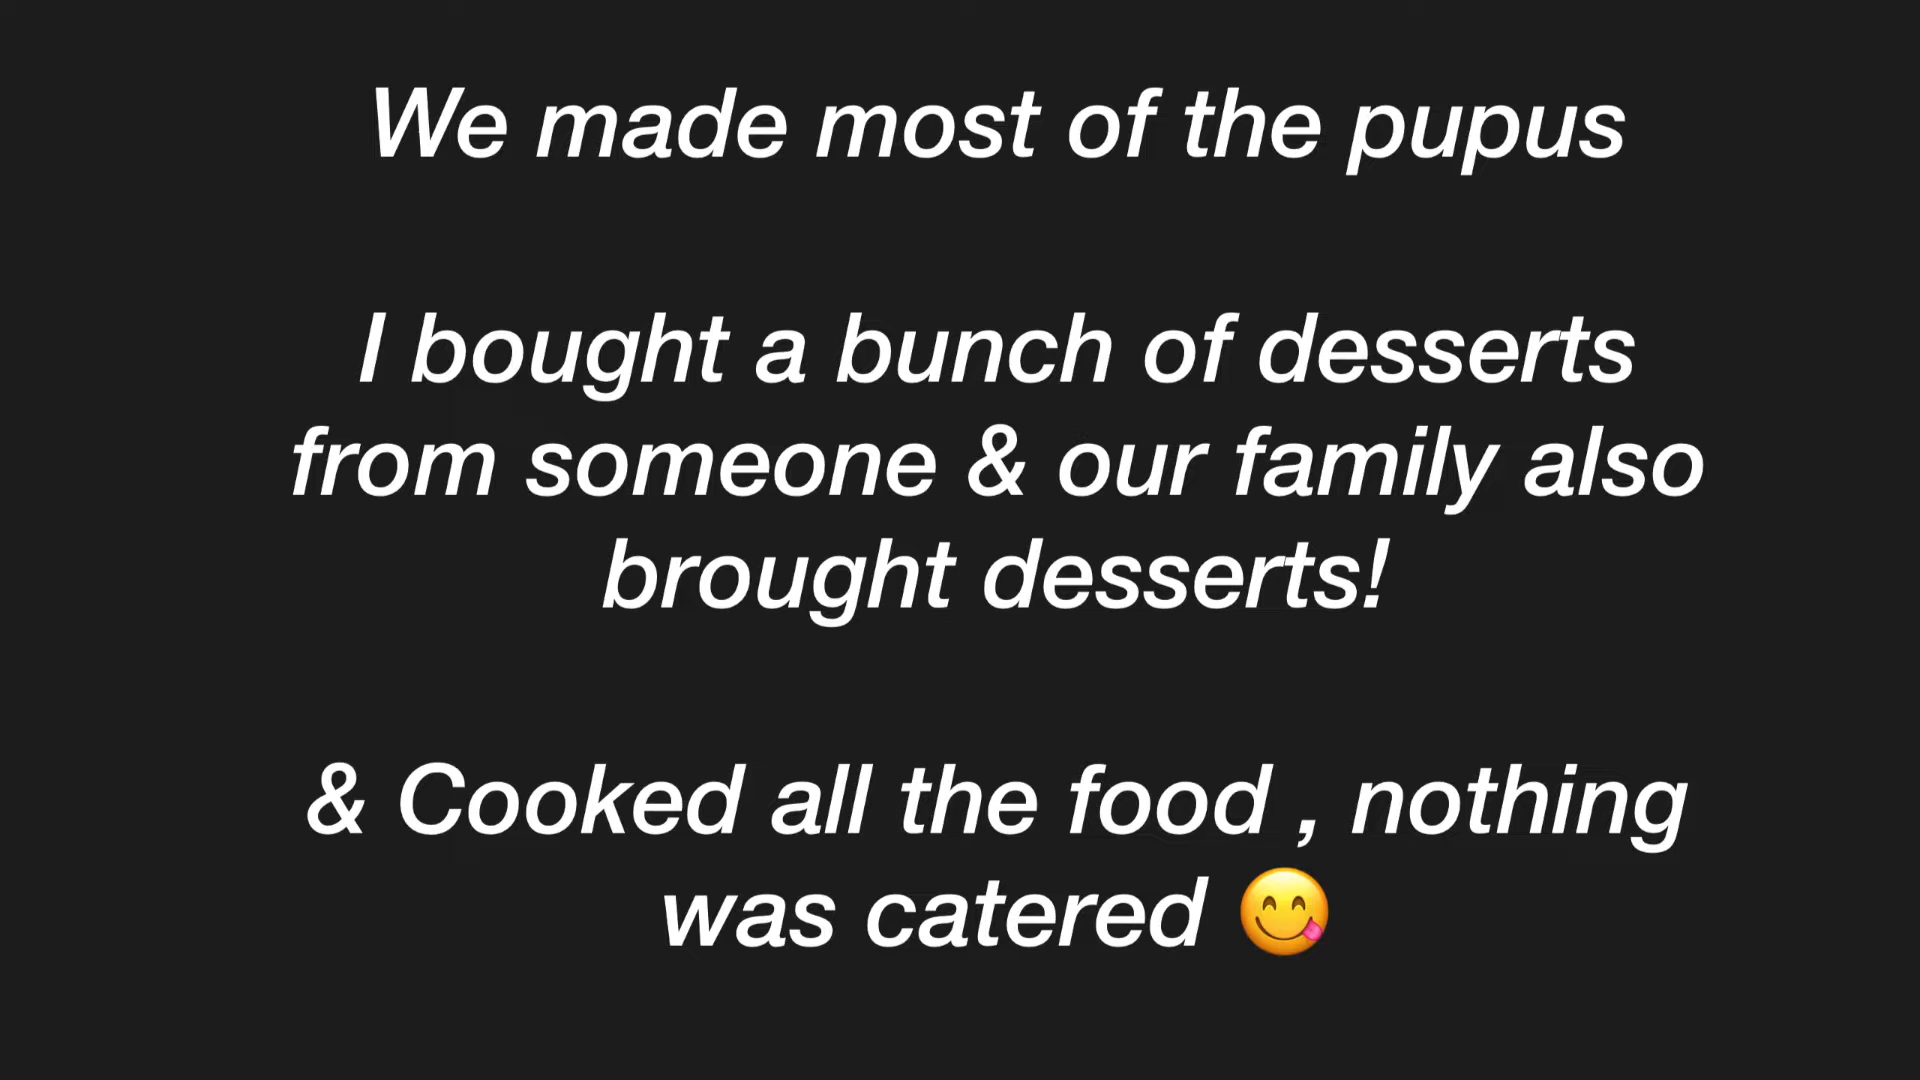 We made most of the pupus
I bought a bunch of desserts
from someone & our family also
brought desserts!
& Cooked all the food , nothing
was catered 😋